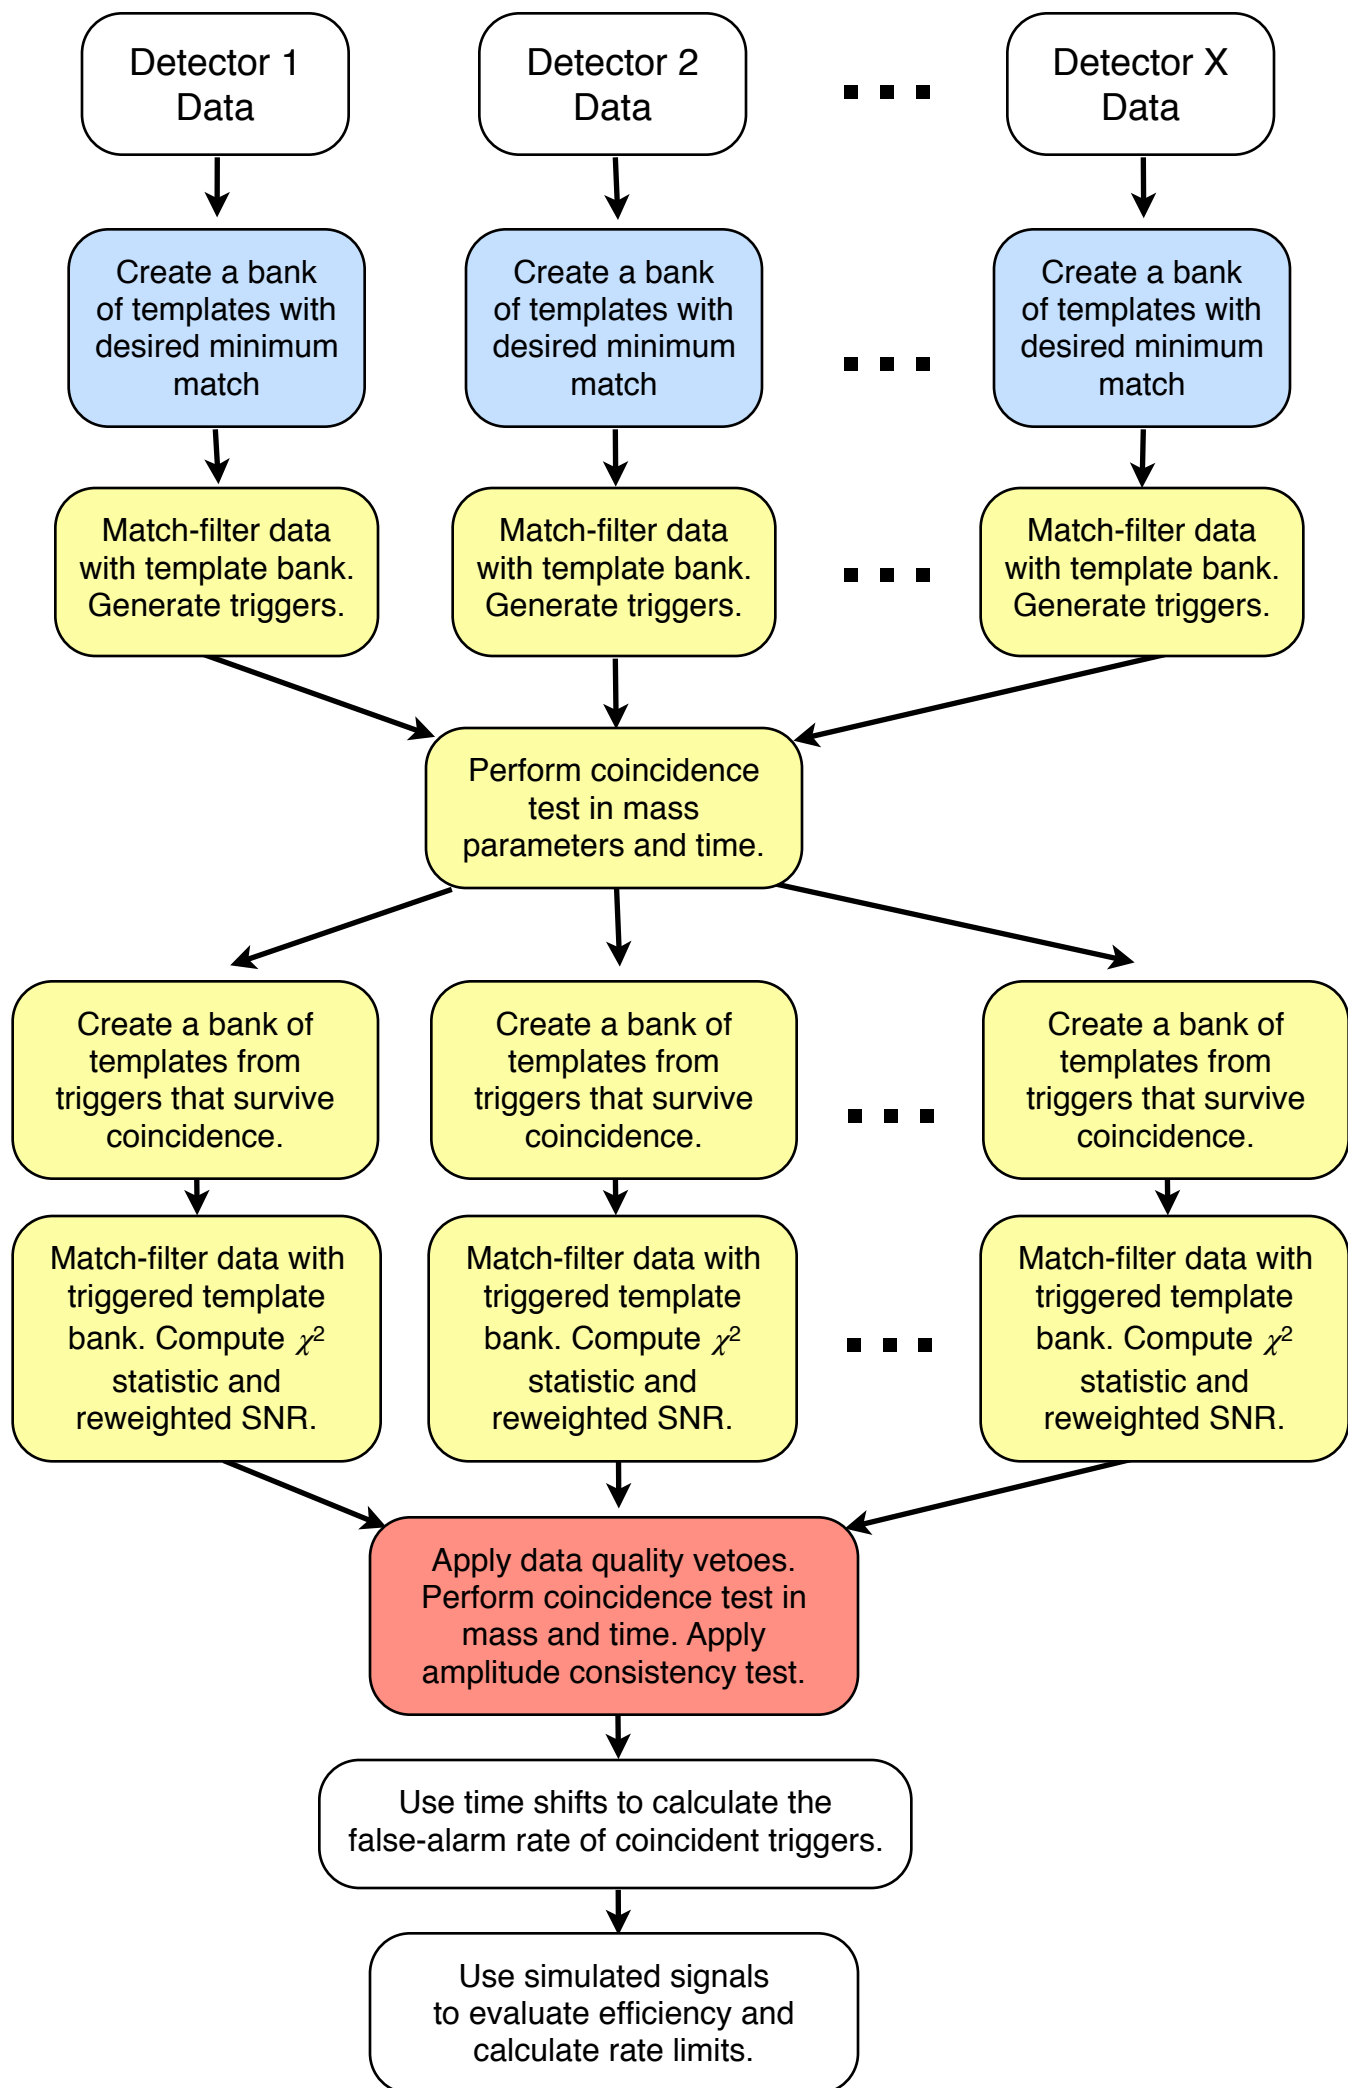 Detector 1
Data
Detector 2
Data
Detector X
Data
Create a bank
of templates with
desired minimum
match
Create a bank
of templates with
desired minimum
match
Create a bank
of templates with
desired minimum
match
Match-filter data
with template bank.
Generate triggers.
Match-filter data
with template bank.
Generate triggers.
Match-filter data
with template bank.
Generate triggers.
Perform coincidence
test in mass
parameters and time.
Create a bank of
templates from
triggers that survive
coincidence.
Create a bank of
templates from
triggers that survive
coincidence.
Create a bank of
templates from
triggers that survive
coincidence.
Match-filter data with
triggered template
bank. Compute χ²
statistic and
reweighted SNR.
Match-filter data with
triggered template
bank. Compute χ²
statistic and
reweighted SNR.
Match-filter data with
triggered template
bank. Compute χ²
statistic and
reweighted SNR.
Apply data quality vetoes.
Perform coincidence test in
mass and time. Apply
amplitude consistency test.
Use time shifts to calculate the
false-alarm rate of coincident triggers.
Use simulated signals
to evaluate efficiency and
calculate rate limits.